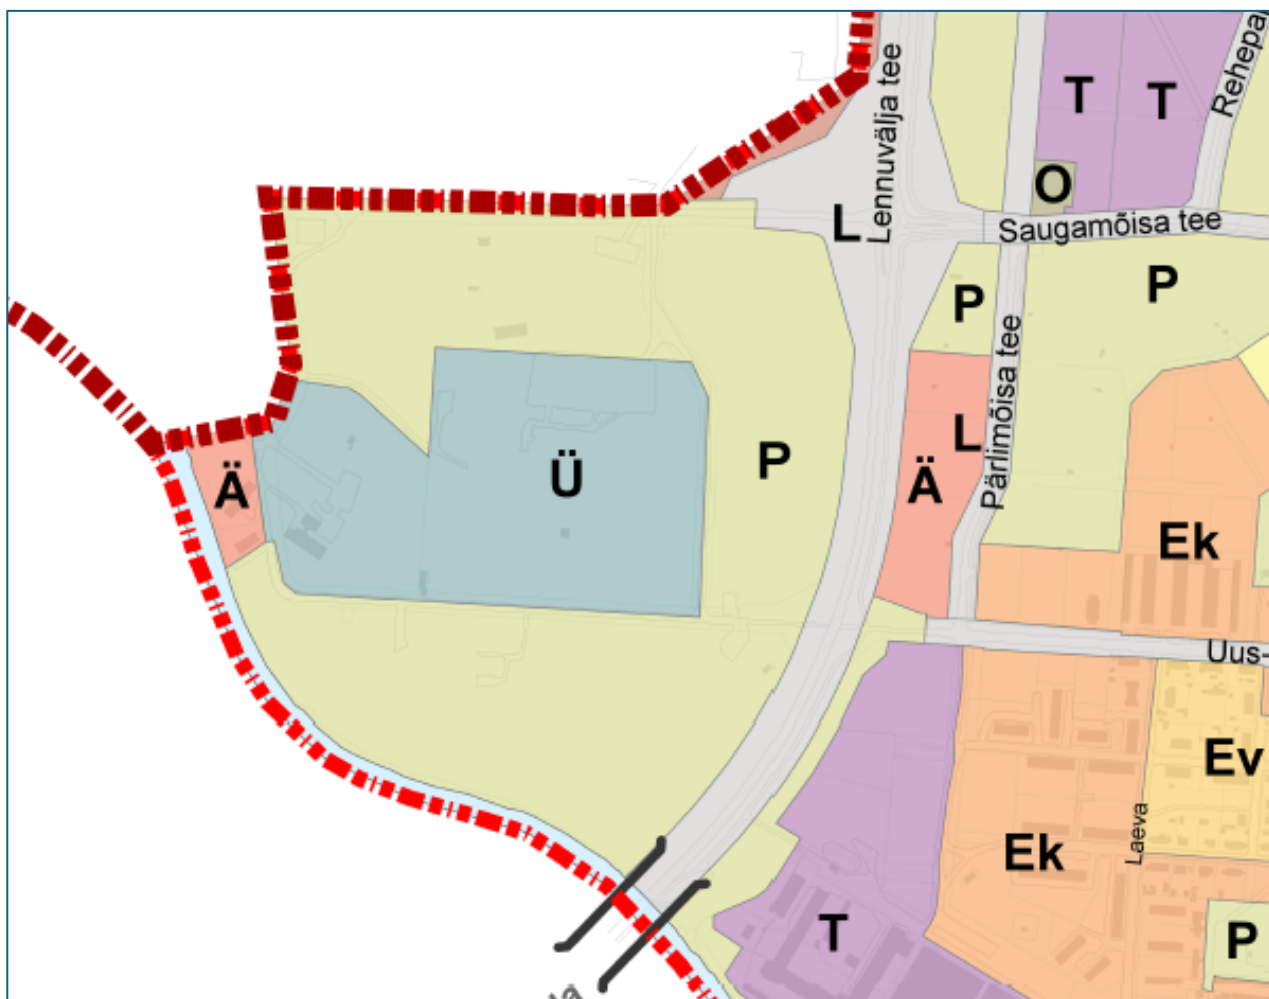 Lennuvälja tee
T
T
Rehepa
O
L
Saugamõisa tee
P
P
Pärlimõisa tee
L
P
Ü
Ä
Ä
Ek
Uus-
Ev
Laeva
Ek
T
P